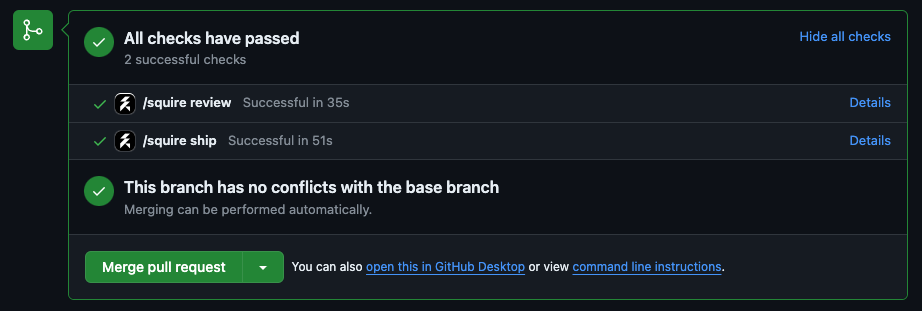 All checks have passed
Hide all checks
2 successful checks
/squire review Successful in 35s Details
/squire ship Successful in 51s Details
This branch has no conflicts with the base branch
Merging can be performed automatically.
Merge pull request You can also open this in GitHub Desktop or view command line instructions.